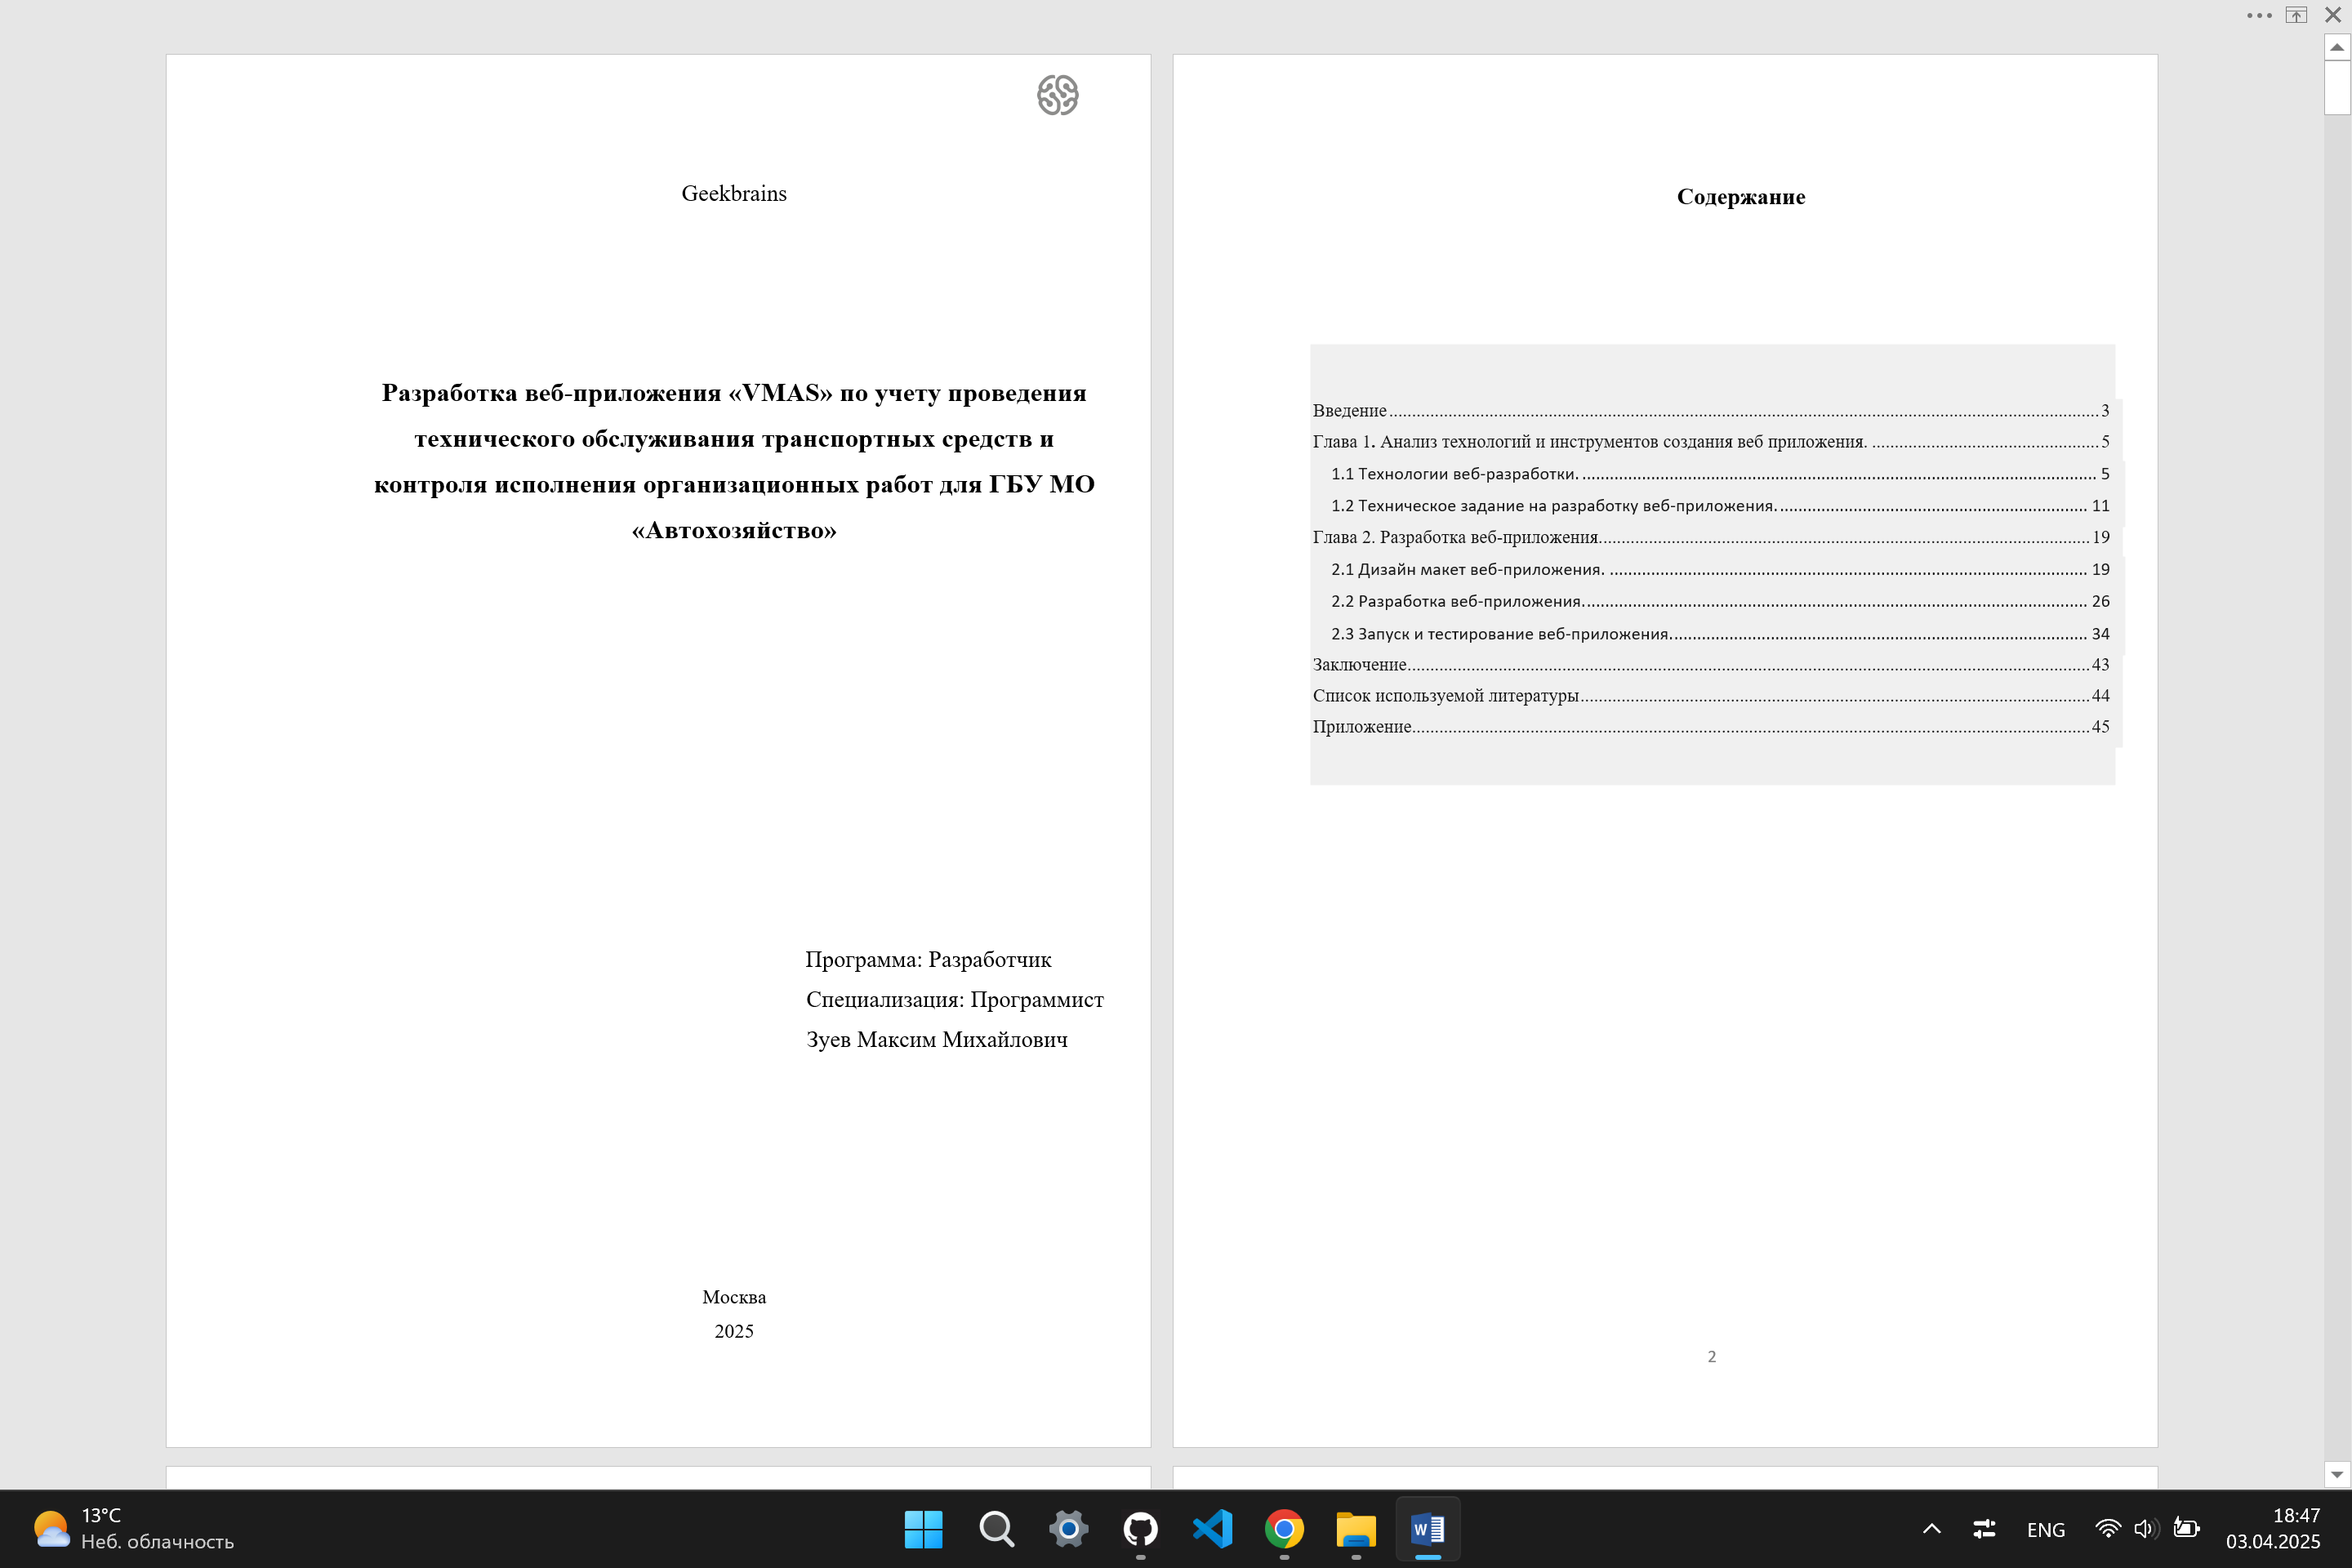 Geekbrains
Разработка веб-приложения «VMAS» по учету проведения
технического обслуживания транспортных средств и
контроля исполнения организационных работ для ГБУ МО
«Автохозяйство»
Программа: Разработчик
Специализация: Программист
Зуев Максим Михайлович
Москва
2025
Содержание
Введение 3
Глава 1. Анализ технологий и инструментов создания веб приложения. 5
1.1 Технологии веб-разработки. 5
1.2 Техническое задание на разработку веб-приложения. 11
Глава 2. Разработка веб-приложения. 19
2.1 Дизайн макет веб-приложения. 19
2.2 Разработка веб-приложения. 26
2.3 Запуск и тестирование веб-приложения. 34
Заключение 43
Список используемой литературы 44
Приложение 45
2
13°C
Неб. облачность
W
ENG
18:47
03.04.2025